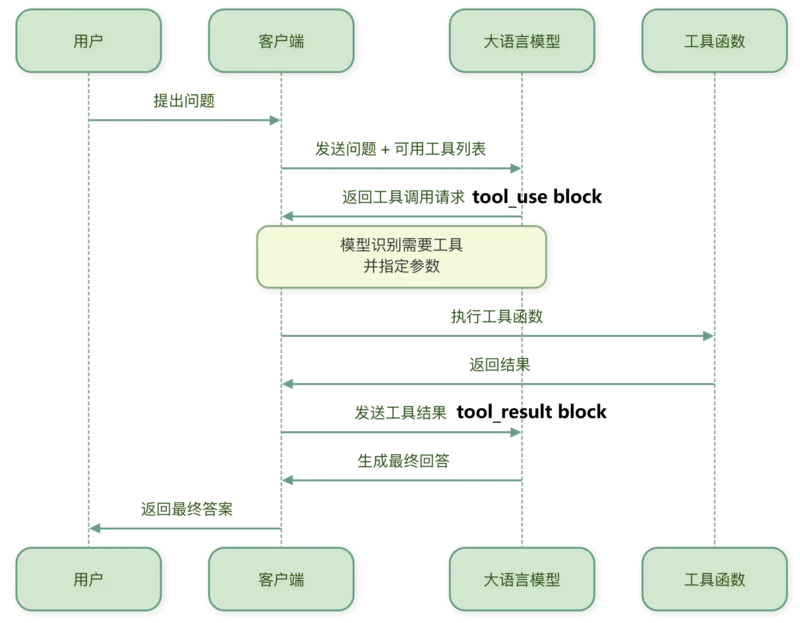 用户
客户端
大语言模型
工具函数
提出问题
发送问题 + 可用工具列表
返回工具调用请求 tool_use block
模型识别需要工具
并指定参数
执行工具函数
返回结果
发送工具结果 tool_result block
生成最终回答
返回最终答案
用户
客户端
大语言模型
工具函数